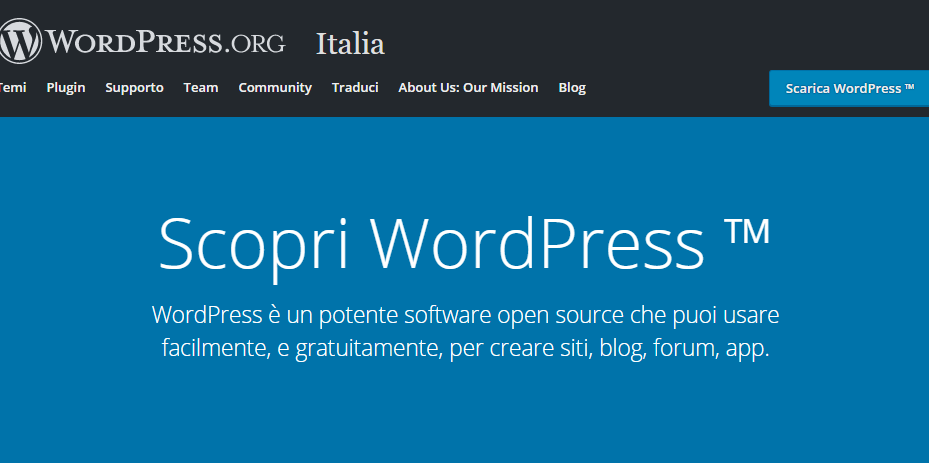 WORDPRESS.ORG Italia
Temi Plugin Supporto Team Community Traduci About Us: Our Mission Blog Scarica WordPress ™
Scopri WordPress ™
WordPress è un potente software open source che puoi usare
facilmente, e gratuitamente, per creare siti, blog, forum, app.